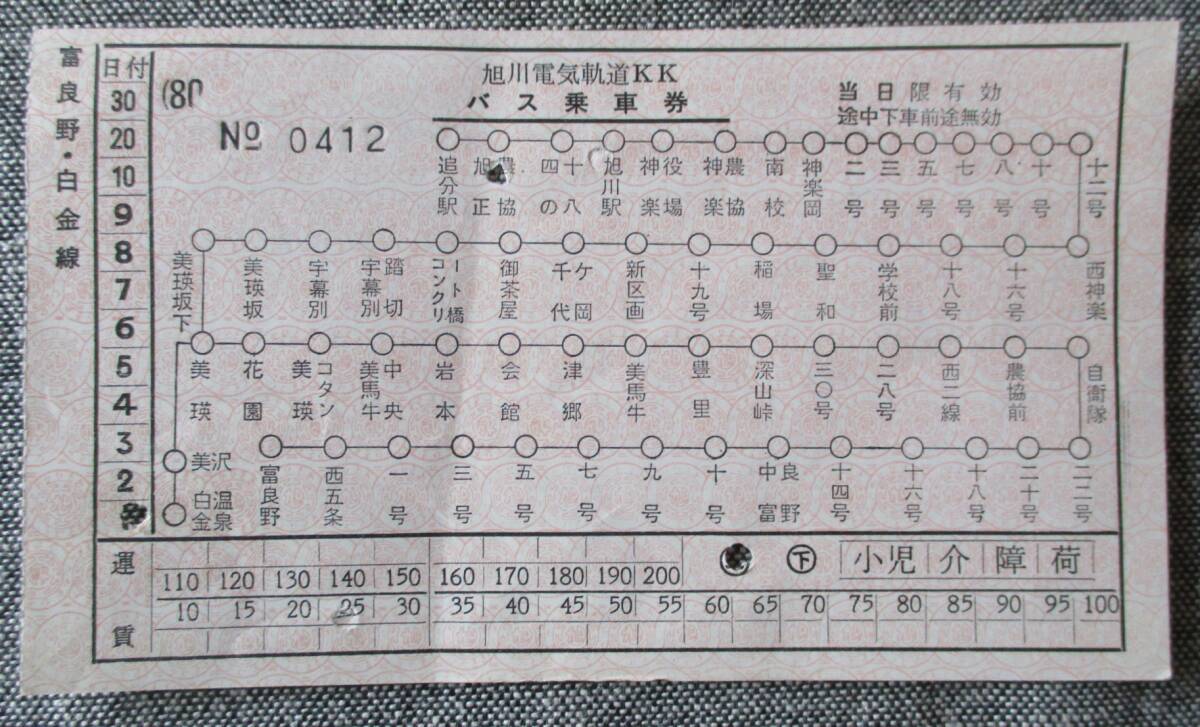 富良野・白金線
日付
30
20
10
9
8
7
6
5
4
3
2
(80
旭川電気軌道KK
バス乗車券
当日限有効
途中下車前途無効
№ 0412
追分駅 旭正農協 四の十八 旭川駅 神楽役場 神楽農協 南校 神楽岡 二号 三号 五号 七号 八号 十号 十二号
美瑛坂下 美瑛坂 宇幕別 宇幕別踏切 コンクリート橋 御茶屋 千代ケ岡 新区画 十九号 稲場 聖和 学校前 十八号 十六号 西神楽
美瑛 花園 美瑛コタン 美馬牛中央 岩本 会館 津郷 美馬牛 豊里 深山峠 三〇号 二八号 西二線 農協前 自衛隊
美沢
白金温泉
富良野 西五条 一号 三号 五号 七号 九号 十号 中富良野 十四号 十六号 十八号 二十号 二二号
運賃
110 120 130 140 150 160 170 180 190 200
㊦ 小児 介 障 荷
10 15 20 25 30 35 40 45 50 55 60 65 70 75 80 85 90 95 100